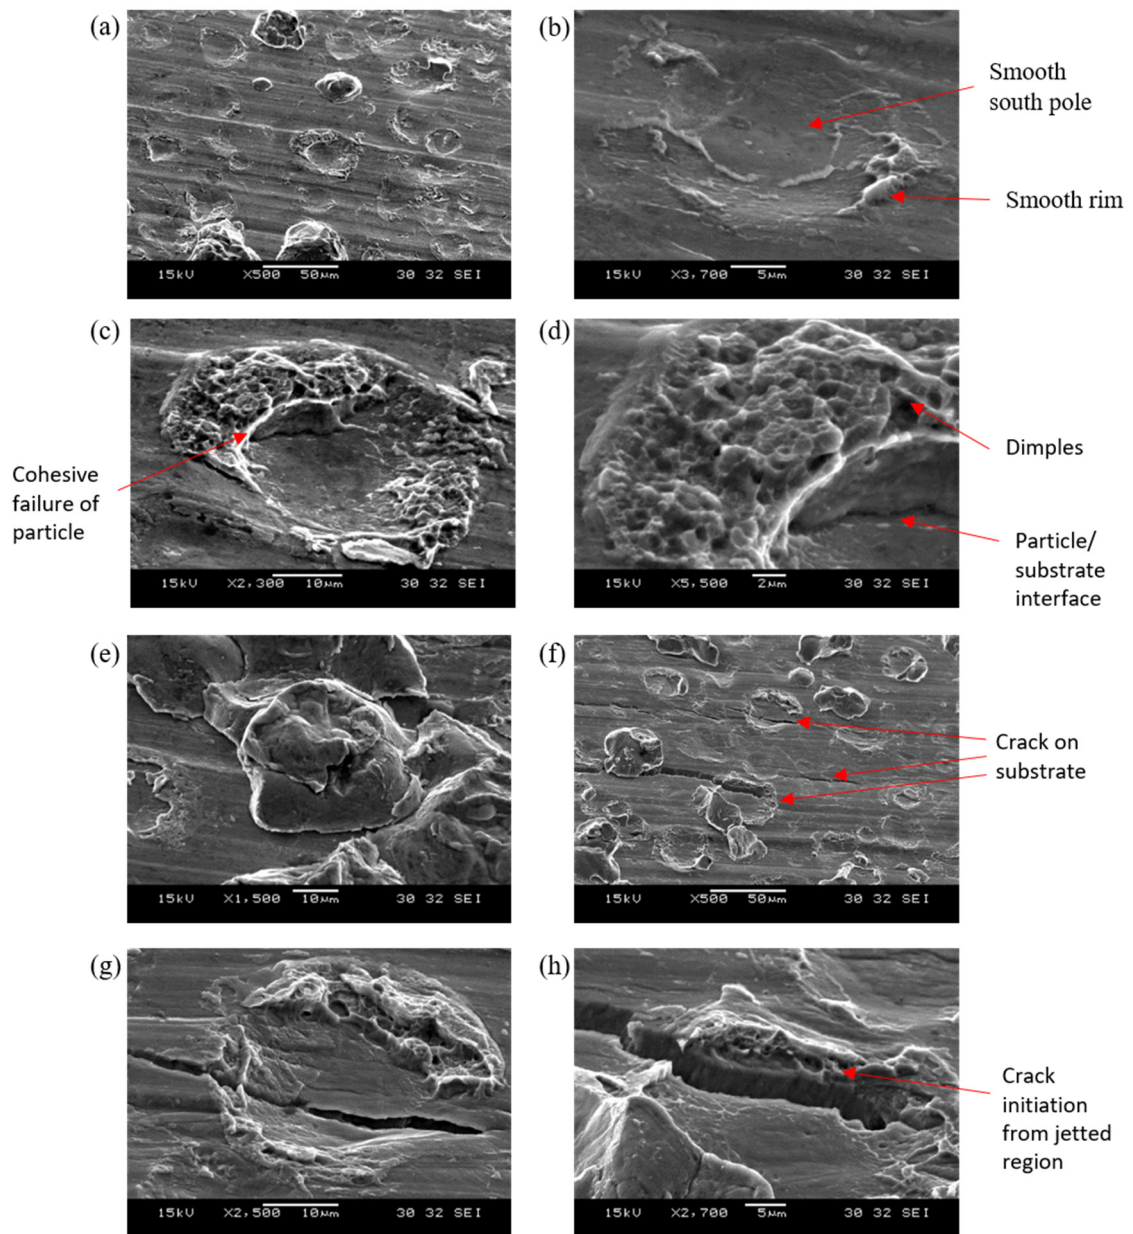 (a)
15kV X500 50μm 30 32 SEI
(b)
Smooth
south pole
Smooth rim
15kV X3,700 5μm 30 32 SEI
(c)
Cohesive
failure of
particle
15kV X2,300 10μm 30 32 SEI
(d)
Dimples
Particle/
substrate
interface
15kV X5,500 2μm 30 32 SEI
(e)
15kV X1,500 10μm 30 32 SEI
(f)
Crack on
substrate
15kV X500 50μm 30 32 SEI
(g)
15kV X2,500 10μm 30 32 SEI
(h)
Crack
initiation
from jetted
region
15kV X2,700 5μm 30 32 SEI